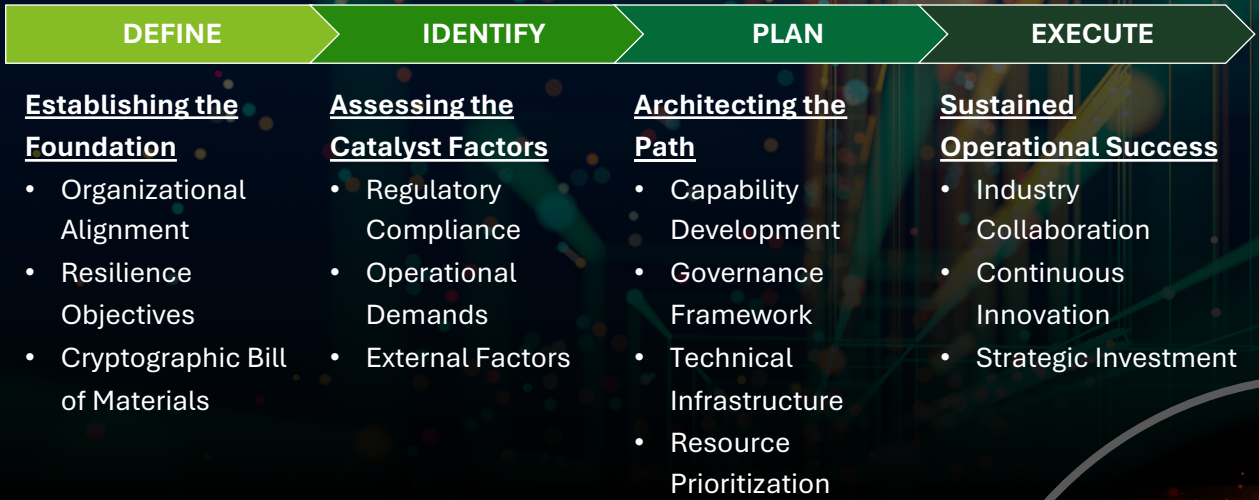 DEFINE
IDENTIFY
PLAN
EXECUTE
Establishing the
Foundation
• Organizational
Alignment
• Resilience
Objectives
• Cryptographic Bill
of Materials
Assessing the
Catalyst Factors
• Regulatory
Compliance
• Operational
Demands
• External Factors
Architecting the
Path
• Capability
Development
• Governance
Framework
• Technical
Infrastructure
• Resource
Prioritization
Sustained
Operational Success
• Industry
Collaboration
• Continuous
Innovation
• Strategic Investment